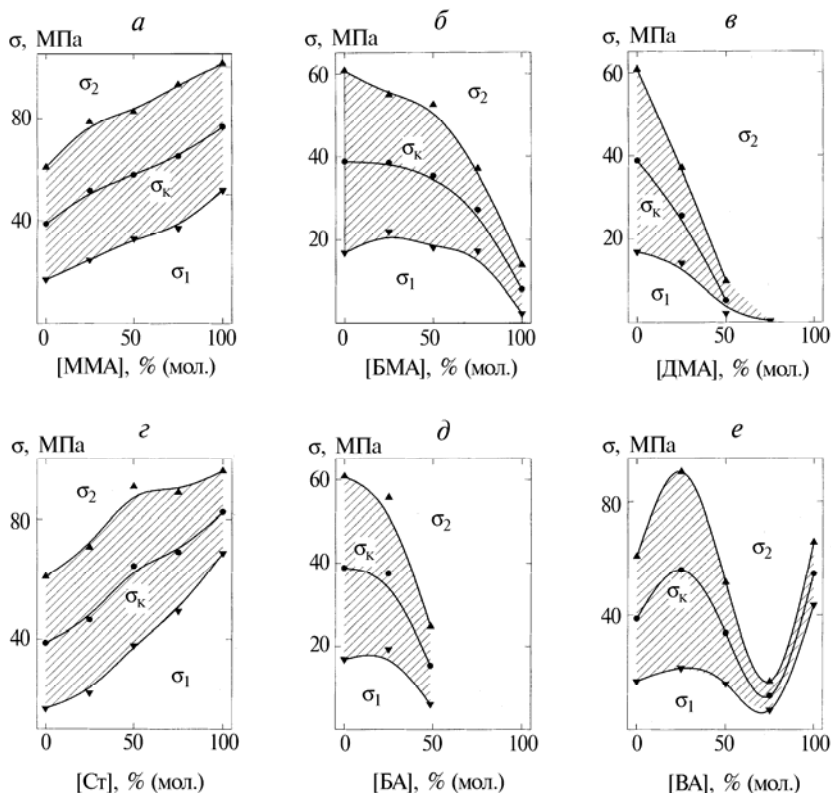 а
σ, МПа
σ₂
80
σк
40
σ₁
0 50 100
[ММА], % (мол.)
б
σ, МПа
60
σ₂
σк
40
20
σ₁
0 50 100
[БМА], % (мол.)
в
σ, МПа
60
σ₂
40
σк
20
σ₁
0 50 100
[ДМА], % (мол.)
г
σ, МПа
σ₂
80
σк
40
σ₁
0 50 100
[Ст], % (мол.)
д
σ, МПа
60
σ₂
σк
40
20
σ₁
0 50 100
[БА], % (мол.)
е
σ, МПа
80
σ₂
σк
40
σ₁
0 50 100
[ВА], % (мол.)